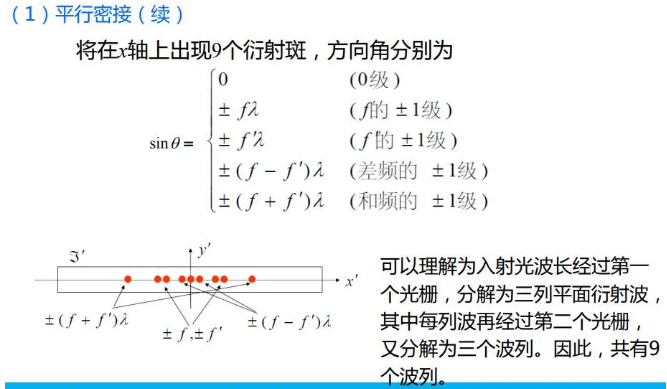 （1）平行密接（续）
将在x轴上出现9个衍射斑，方向角分别为
0 (0级)
± fλ (f的 ±1级)
sinθ = ± f'λ (f'的 ±1级)
±(f − f')λ (差频的 ±1级)
±(f + f')λ (和频的 ±1级)
ℑ' y'
x'
±(f + f')λ ± f,± f' ±(f − f')λ
可以理解为入射光波长经过第一
个光栅，分解为三列平面衍射波，
其中每列波再经过第二个光栅，
又分解为三个波列。因此，共有9
个波列。